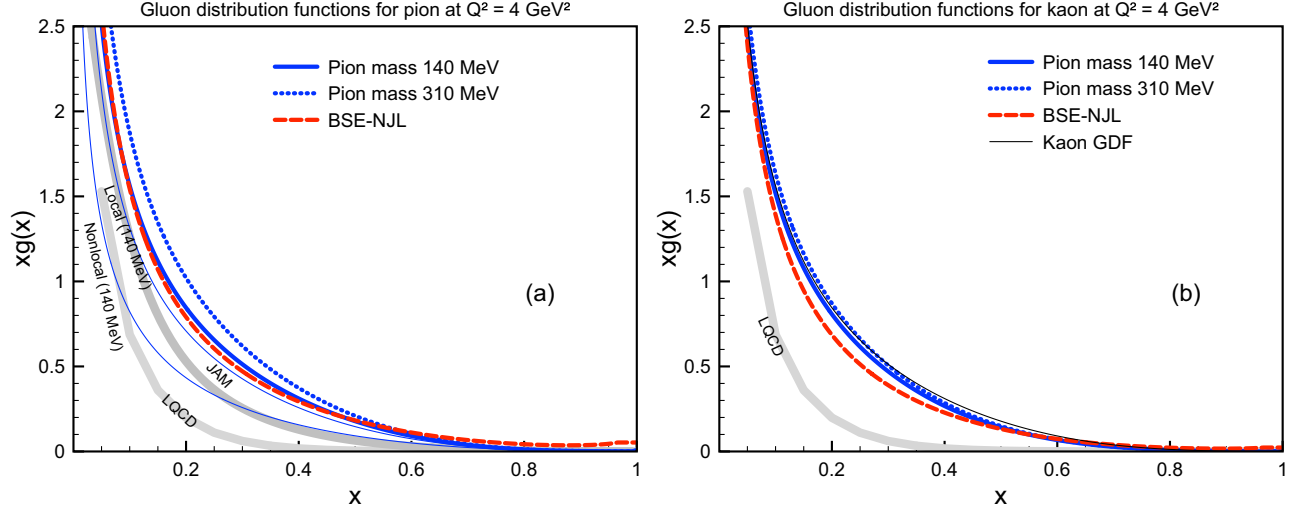 Gluon distribution functions for pion at Q² = 4 GeV²
2.5
2
1.5
1
0.5
0
xg(x)
Pion mass 140 MeV
Pion mass 310 MeV
BSE-NJL
Local (140 MeV)
Nonlocal (140 MeV)
JAM
LQCD
(a)
0.2
0.4
0.6
0.8
1
x
Gluon distribution functions for kaon at Q² = 4 GeV²
2.5
2
1.5
1
0.5
0
xg(x)
Pion mass 140 MeV
Pion mass 310 MeV
BSE-NJL
Kaon GDF
LQCD
(b)
0.2
0.4
0.6
0.8
1
x